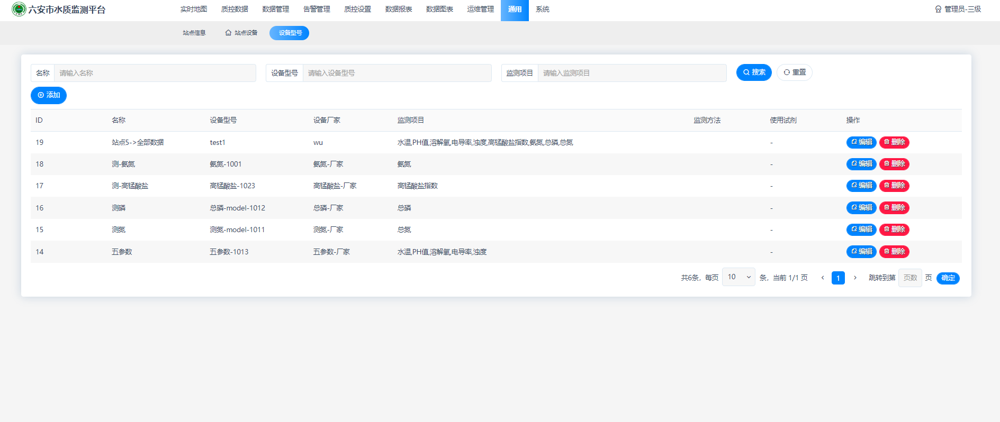 六安市水质监测平台 实时地图 质控数据 数据管理 告警管理 质控设置 数据报表 数据图表 运维管理 通用 系统 管理员-三级
站点信息 站点设备 设备型号
名称 请输入名称 设备型号 请输入设备型号 监测项目 请输入监测项目 搜索 重置
添加
ID 名称 设备型号 设备厂家 监测项目 监测方法 使用试剂 操作
19 站点5->全部数据 test1 wu 水温,PH值,溶解氧,电导率,浊度,高锰酸盐指数,氨氮,总磷,总氮 - 编辑 删除
18 测-氨氮 氨氮-1001 氨氮-厂家 氨氮 - 编辑 删除
17 测-高锰酸盐 高锰酸盐-1023 高锰酸盐-厂家 高锰酸盐指数 - 编辑 删除
16 测磷 总磷-model-1012 总磷-厂家 总磷 - 编辑 删除
15 测氮 测氮-model-1011 测氮-厂家 总氮 - 编辑 删除
14 五参数 五参数-1013 五参数-厂家 水温,PH值,溶解氧,电导率,浊度 - 编辑 删除
共6条，每页 10 条，当前 1/1 页 1 跳转到第 页数 页 确定